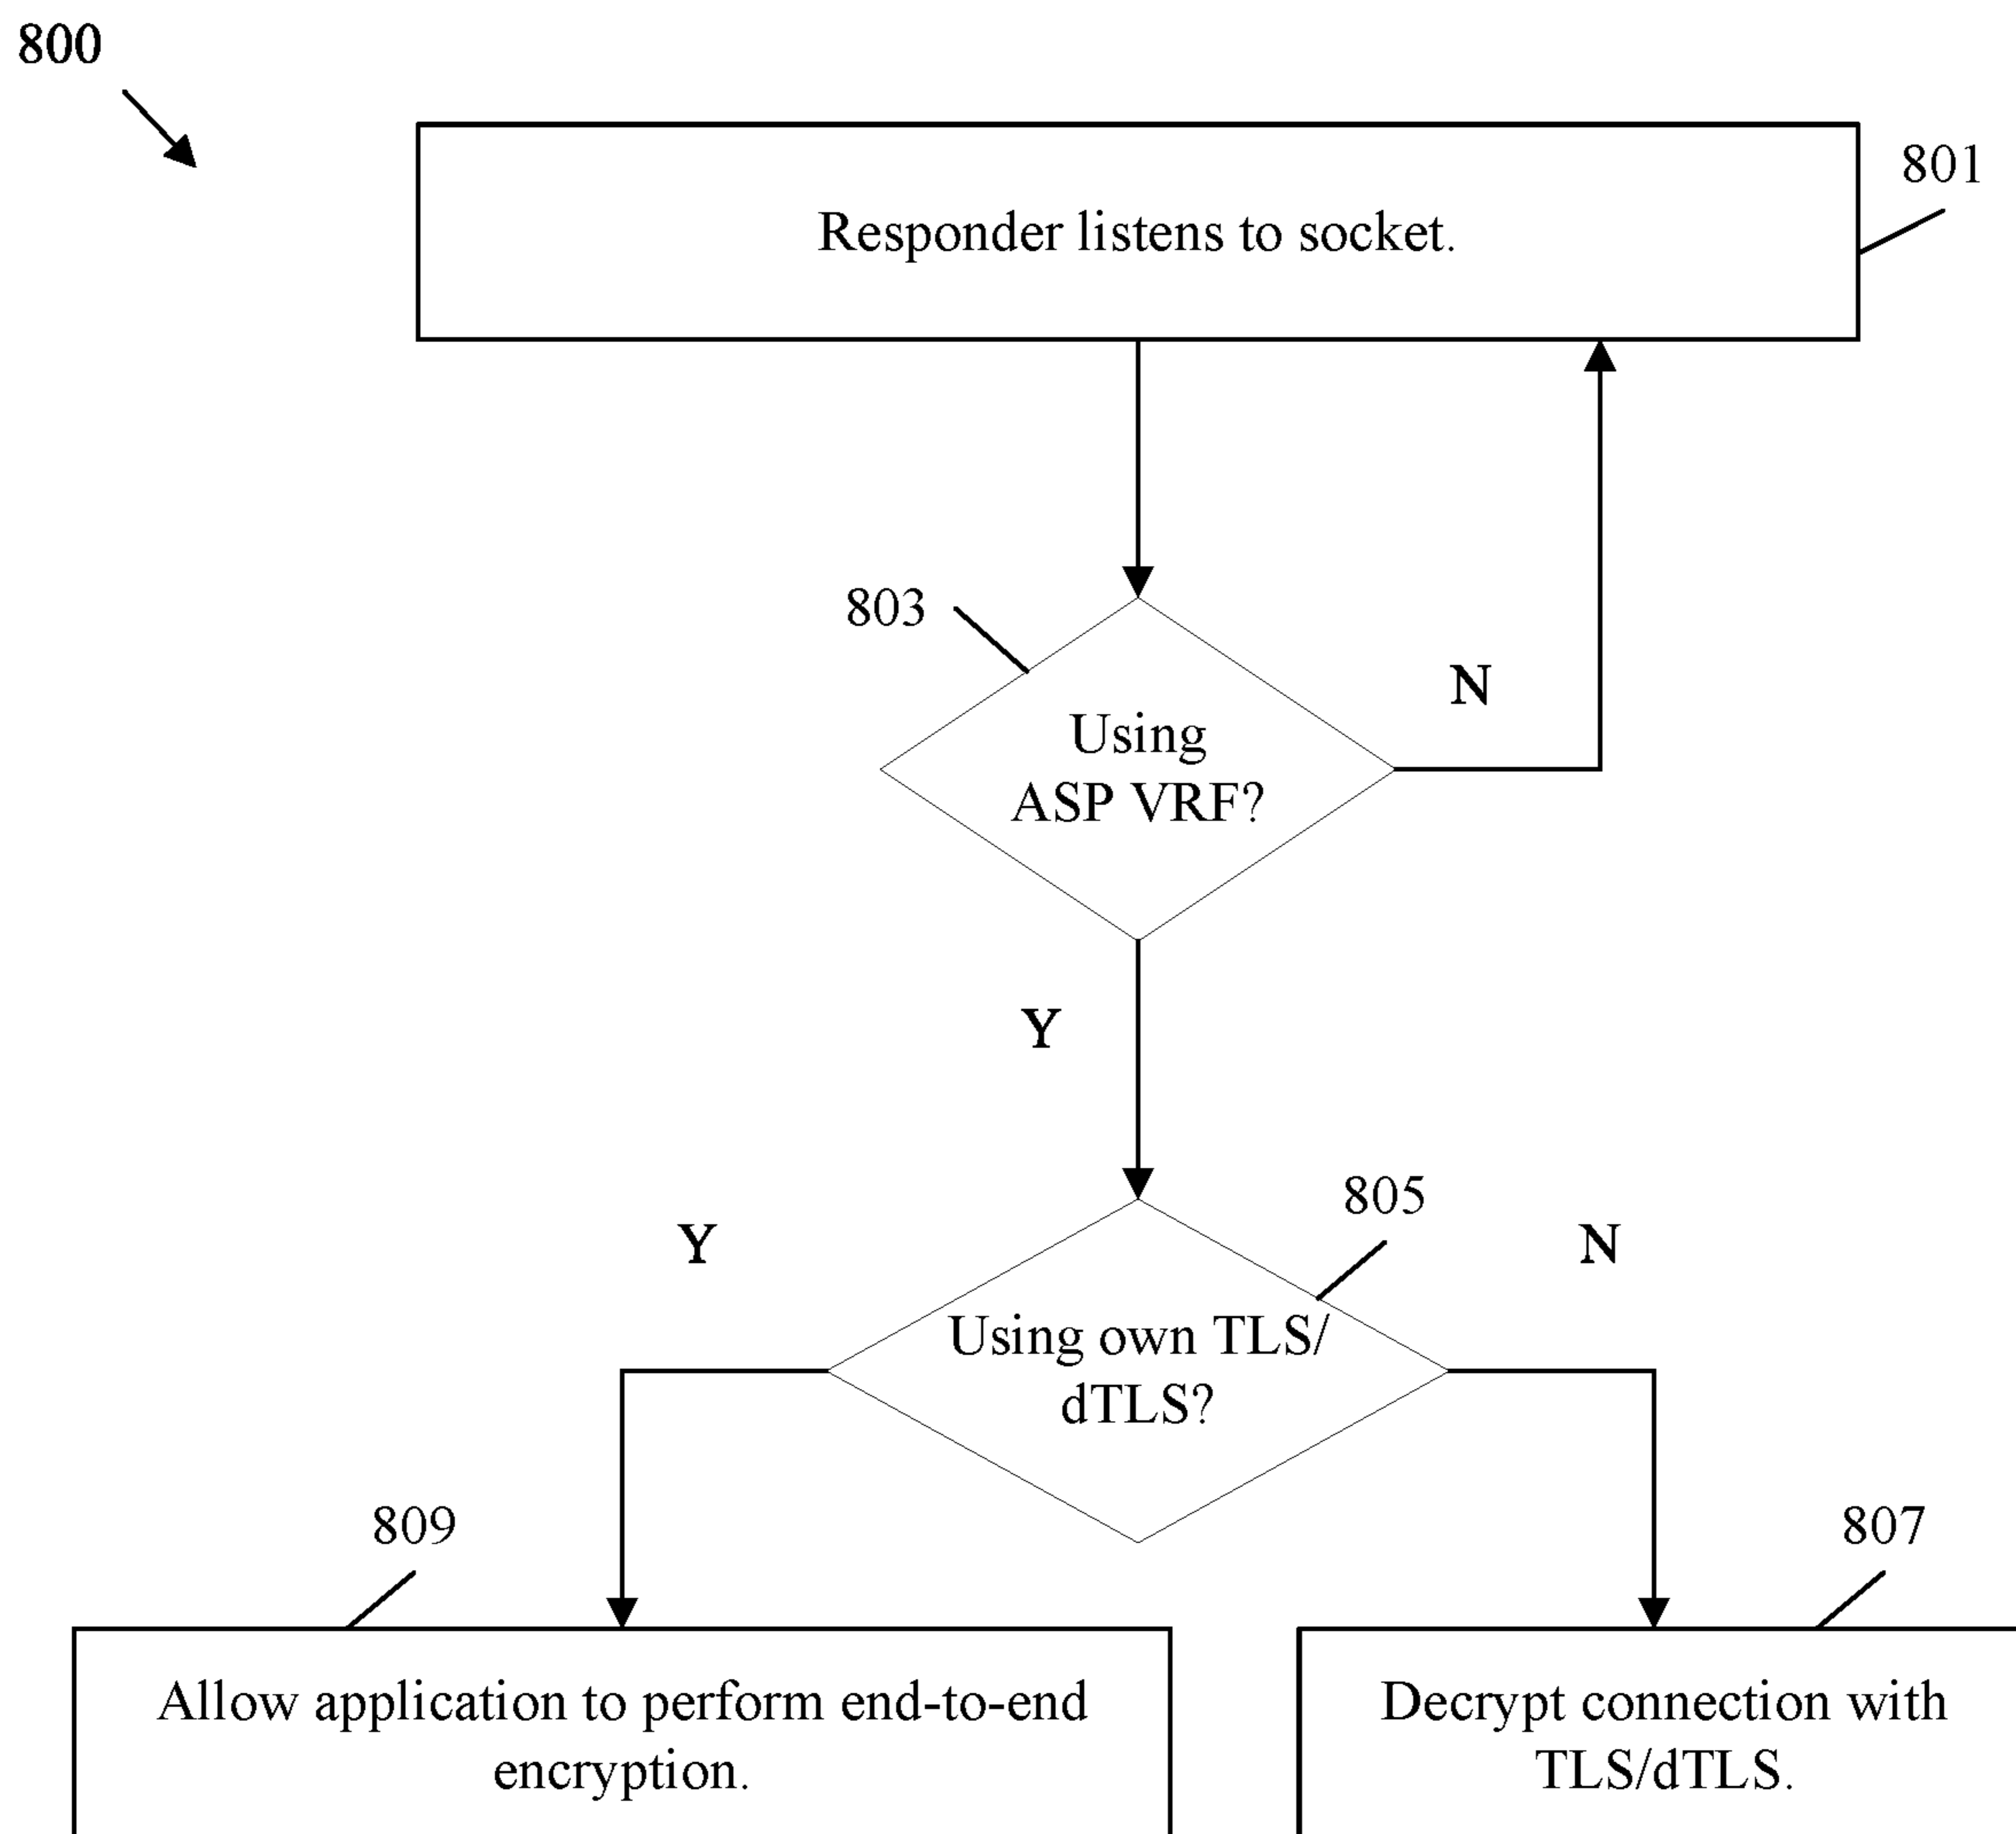 800
801
Responder listens to socket.
803
Using
ASP VRF?
N
Y
805
Y
N
Using own TLS/
dTLS?
809
807
Allow application to perform end-to-end
encryption.
Decrypt connection with
TLS/dTLS.